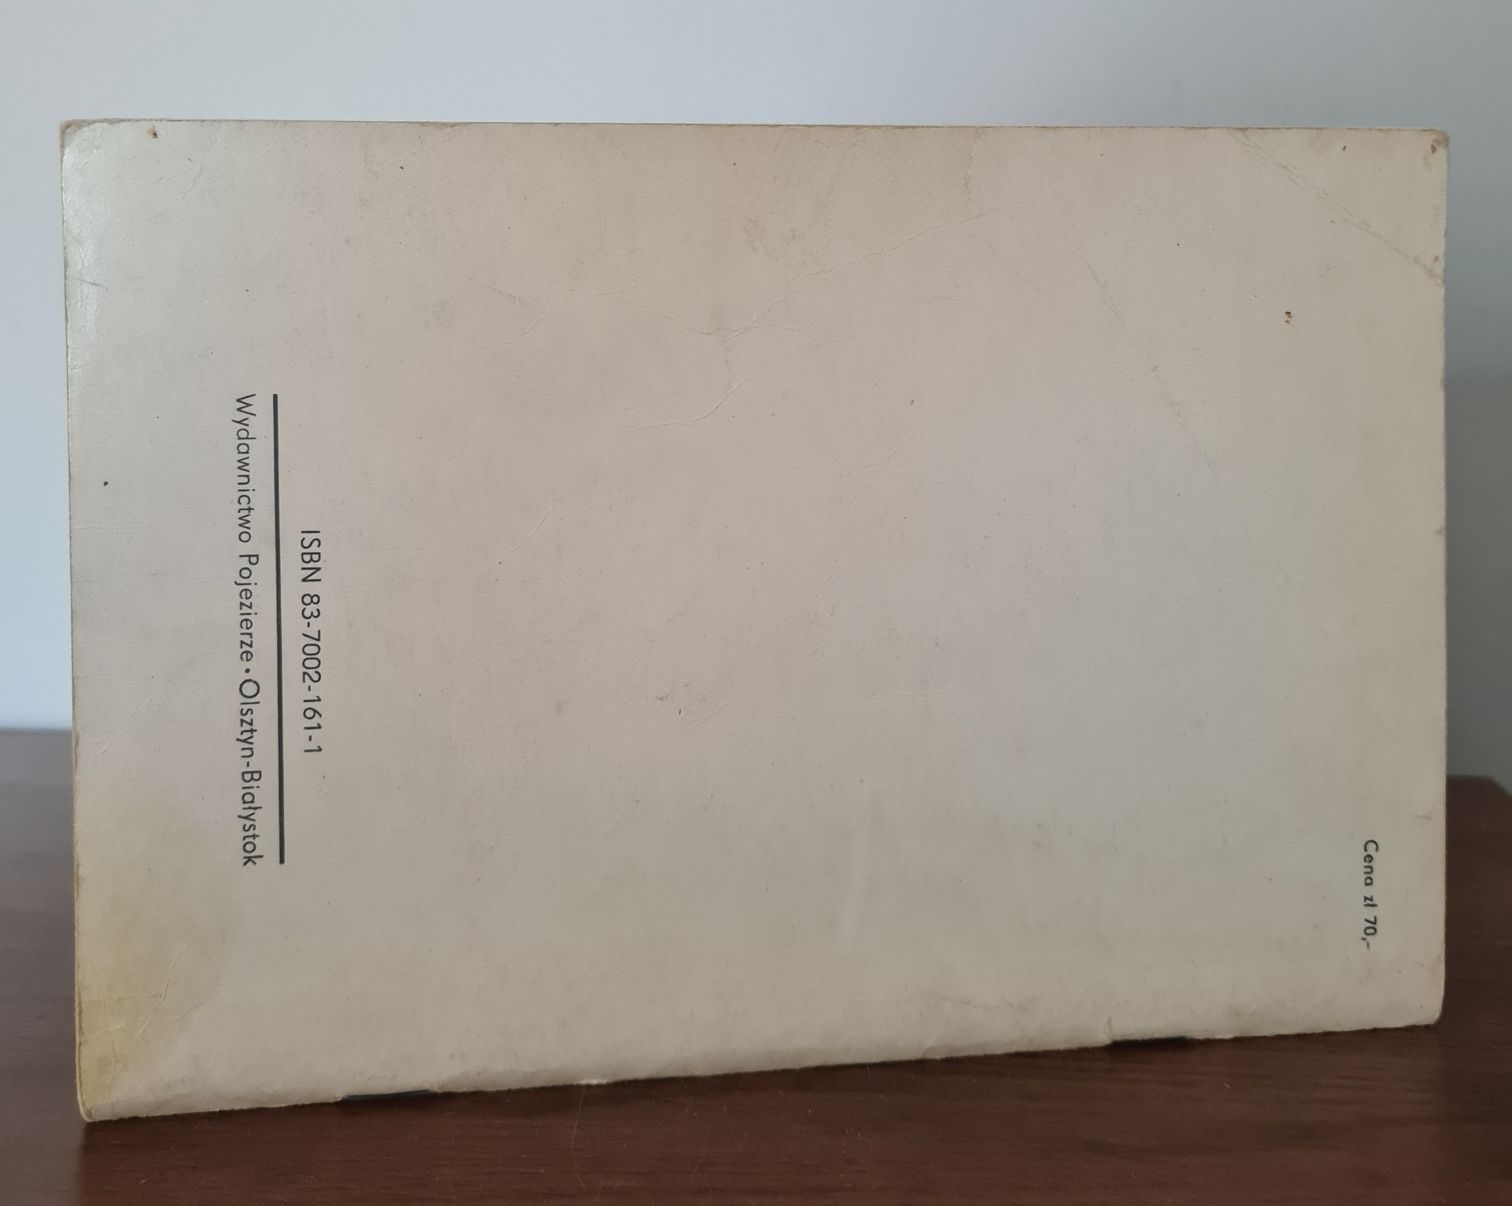 Cena zł 70,–
ISBN 83-7002-161-1
Wydawnictwo Pojezierze • Olsztyn-Białystok